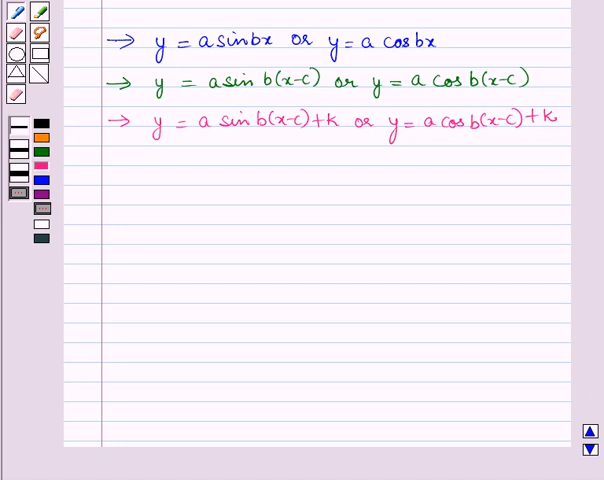 → y = a sin bx or y = a cos bx
→ y = a sin b(x-c) or y = a cos b(x-c)
→ y = a sin b(x-c)+k or y = a cos b(x-c)+k